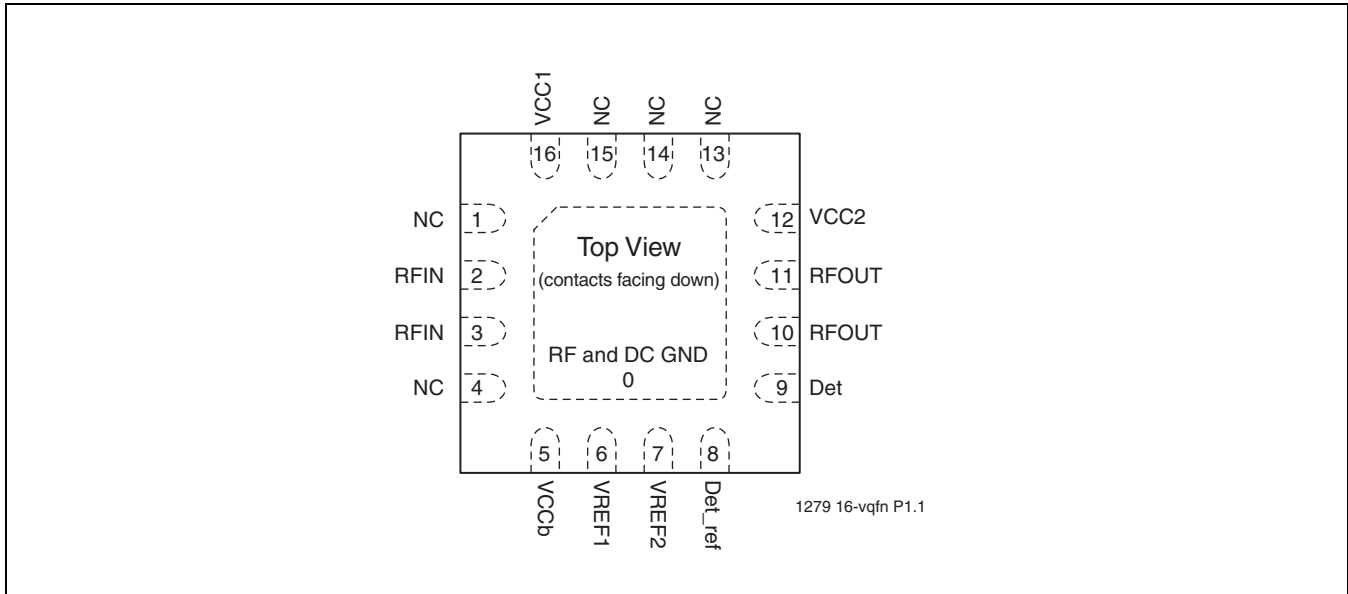 VCC1
NC
NC
NC
16
15
14
13
NC
1
Top View
12
VCC2
RFIN
2
(contacts facing down)
11
RFOUT
RFIN
3
10
RFOUT
RF and DC GND
0
NC
4
9
Det
5
6
7
8
VCCb
VREF1
VREF2
Det_ref
1279 16-vqfn P1.1